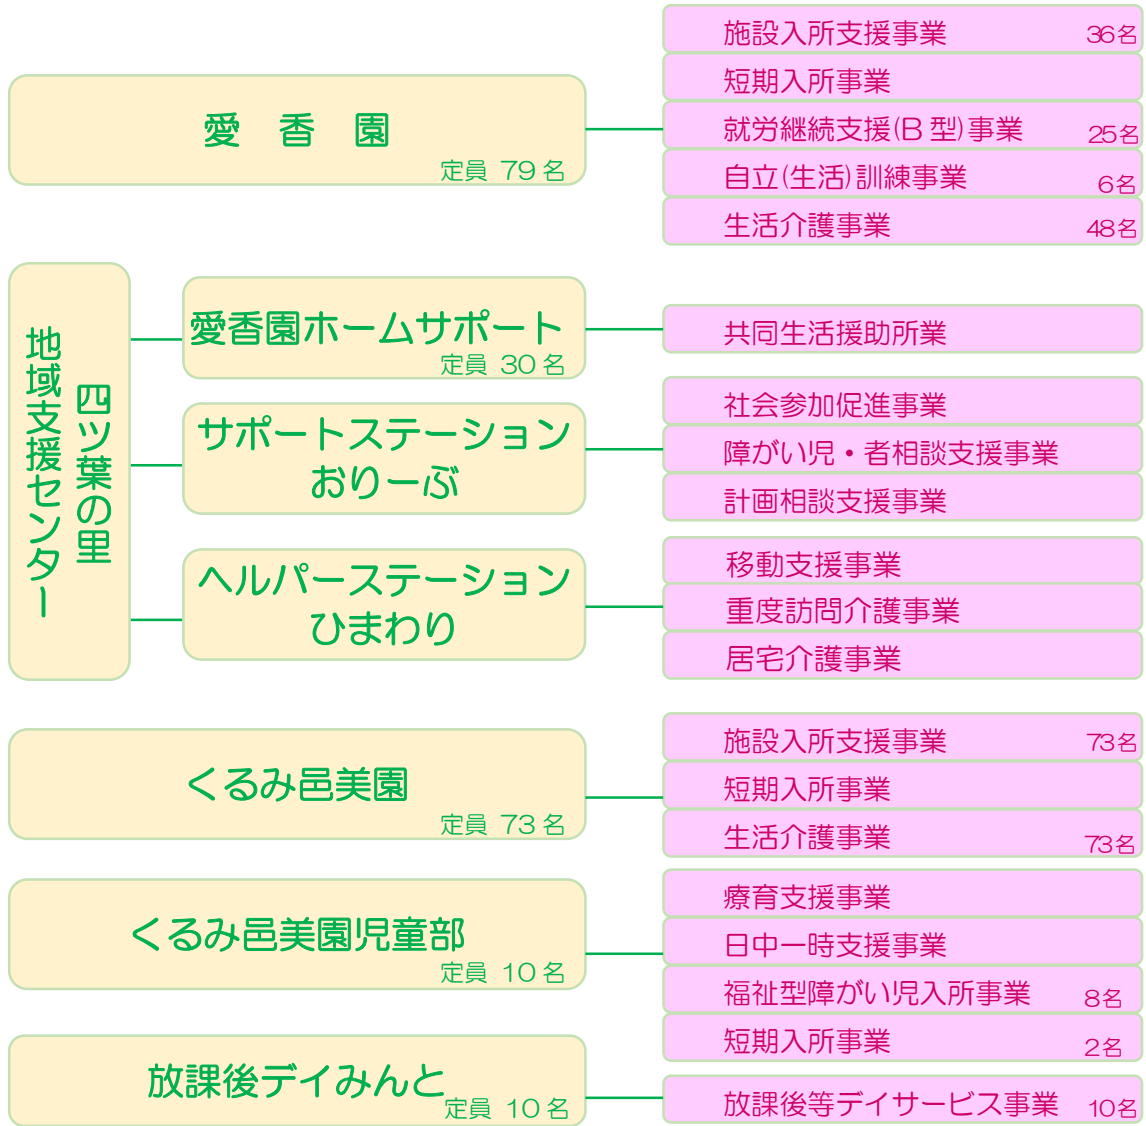 愛　香　園
定員 79 名
施設入所支援事業 36名
短期入所事業
就労継続支援(B 型)事業 25名
自立(生活)訓練事業 6名
生活介護事業 48名
四ツ葉の里
地域支援センター
愛香園ホームサポート
定員 30 名
共同生活援助所業
サポートステーション
おりーぶ
社会参加促進事業
障がい児・者相談支援事業
計画相談支援事業
ヘルパーステーション
ひまわり
移動支援事業
重度訪問介護事業
居宅介護事業
くるみ邑美園
定員 73 名
施設入所支援事業 73名
短期入所事業
生活介護事業 73名
くるみ邑美園児童部
定員 10 名
療育支援事業
日中一時支援事業
福祉型障がい児入所事業 8名
短期入所事業 2名
放課後デイみんと
定員 10 名
放課後等デイサービス事業 10名